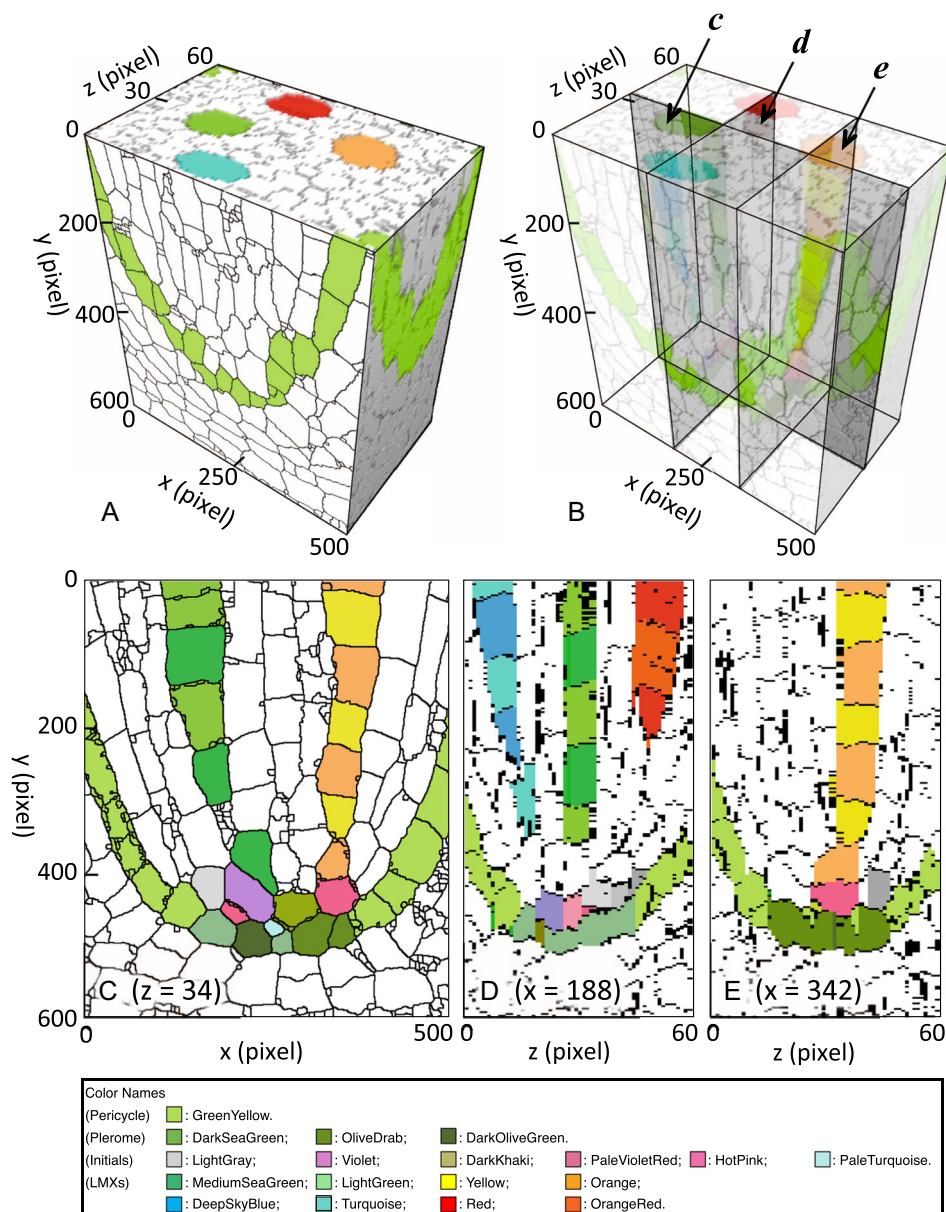 c
d
e
z (pixel)
60
30
0
200
y (pixel)
400
600
0
250
x (pixel)
500
A
z (pixel)
60
30
0
200
y (pixel)
400
600
0
250
x (pixel)
500
B
0
200
y (pixel)
400
600
C (z = 34)
D (x = 188)
E (x = 342)
0 500
x (pixel)
0 60
z (pixel)
0 60
z (pixel)
Color Names
(Pericycle) : GreenYellow.
(Plerome) : DarkSeaGreen; : OliveDrab; : DarkOliveGreen.
(Initials) : LightGray; : Violet; : DarkKhaki; : PaleVioletRed; : HotPink; : PaleTurquoise.
(LMXs) : MediumSeaGreen; : LightGreen; : Yellow; : Orange;
: DeepSkyBlue; : Turquoise; : Red; : OrangeRed.